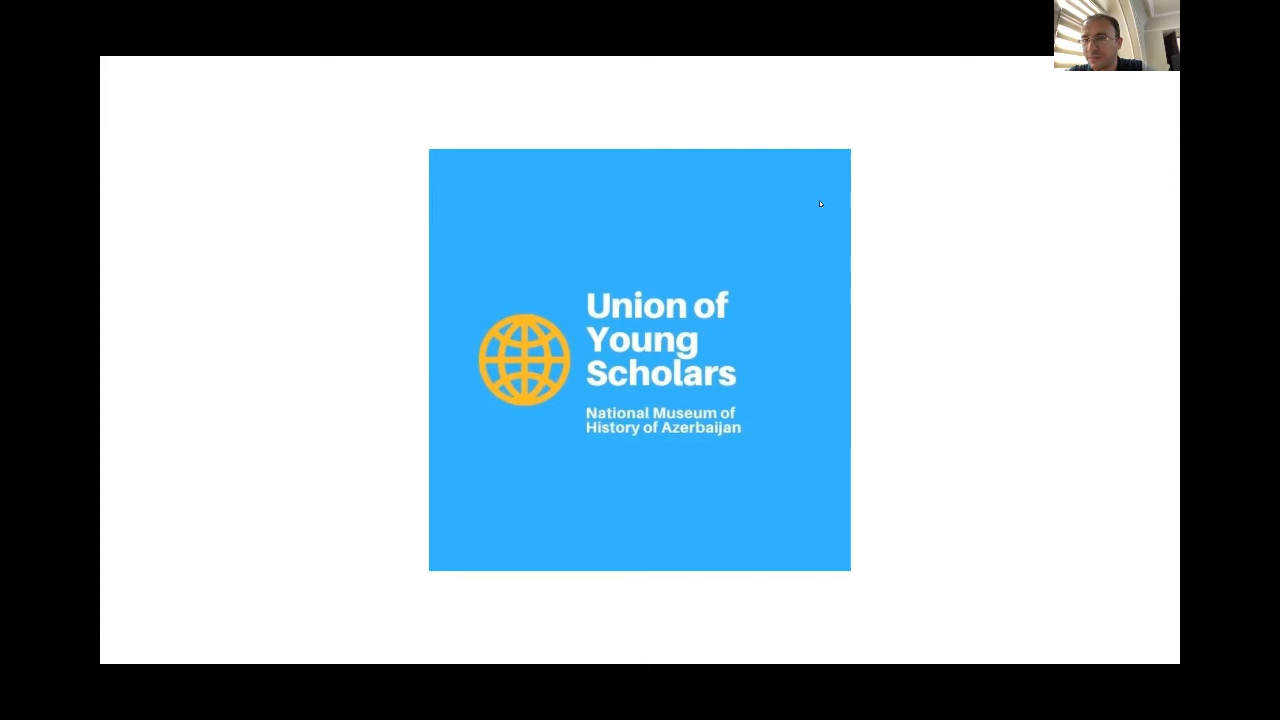 Union of
Young
Scholars
National Museum of
History of Azerbaijan